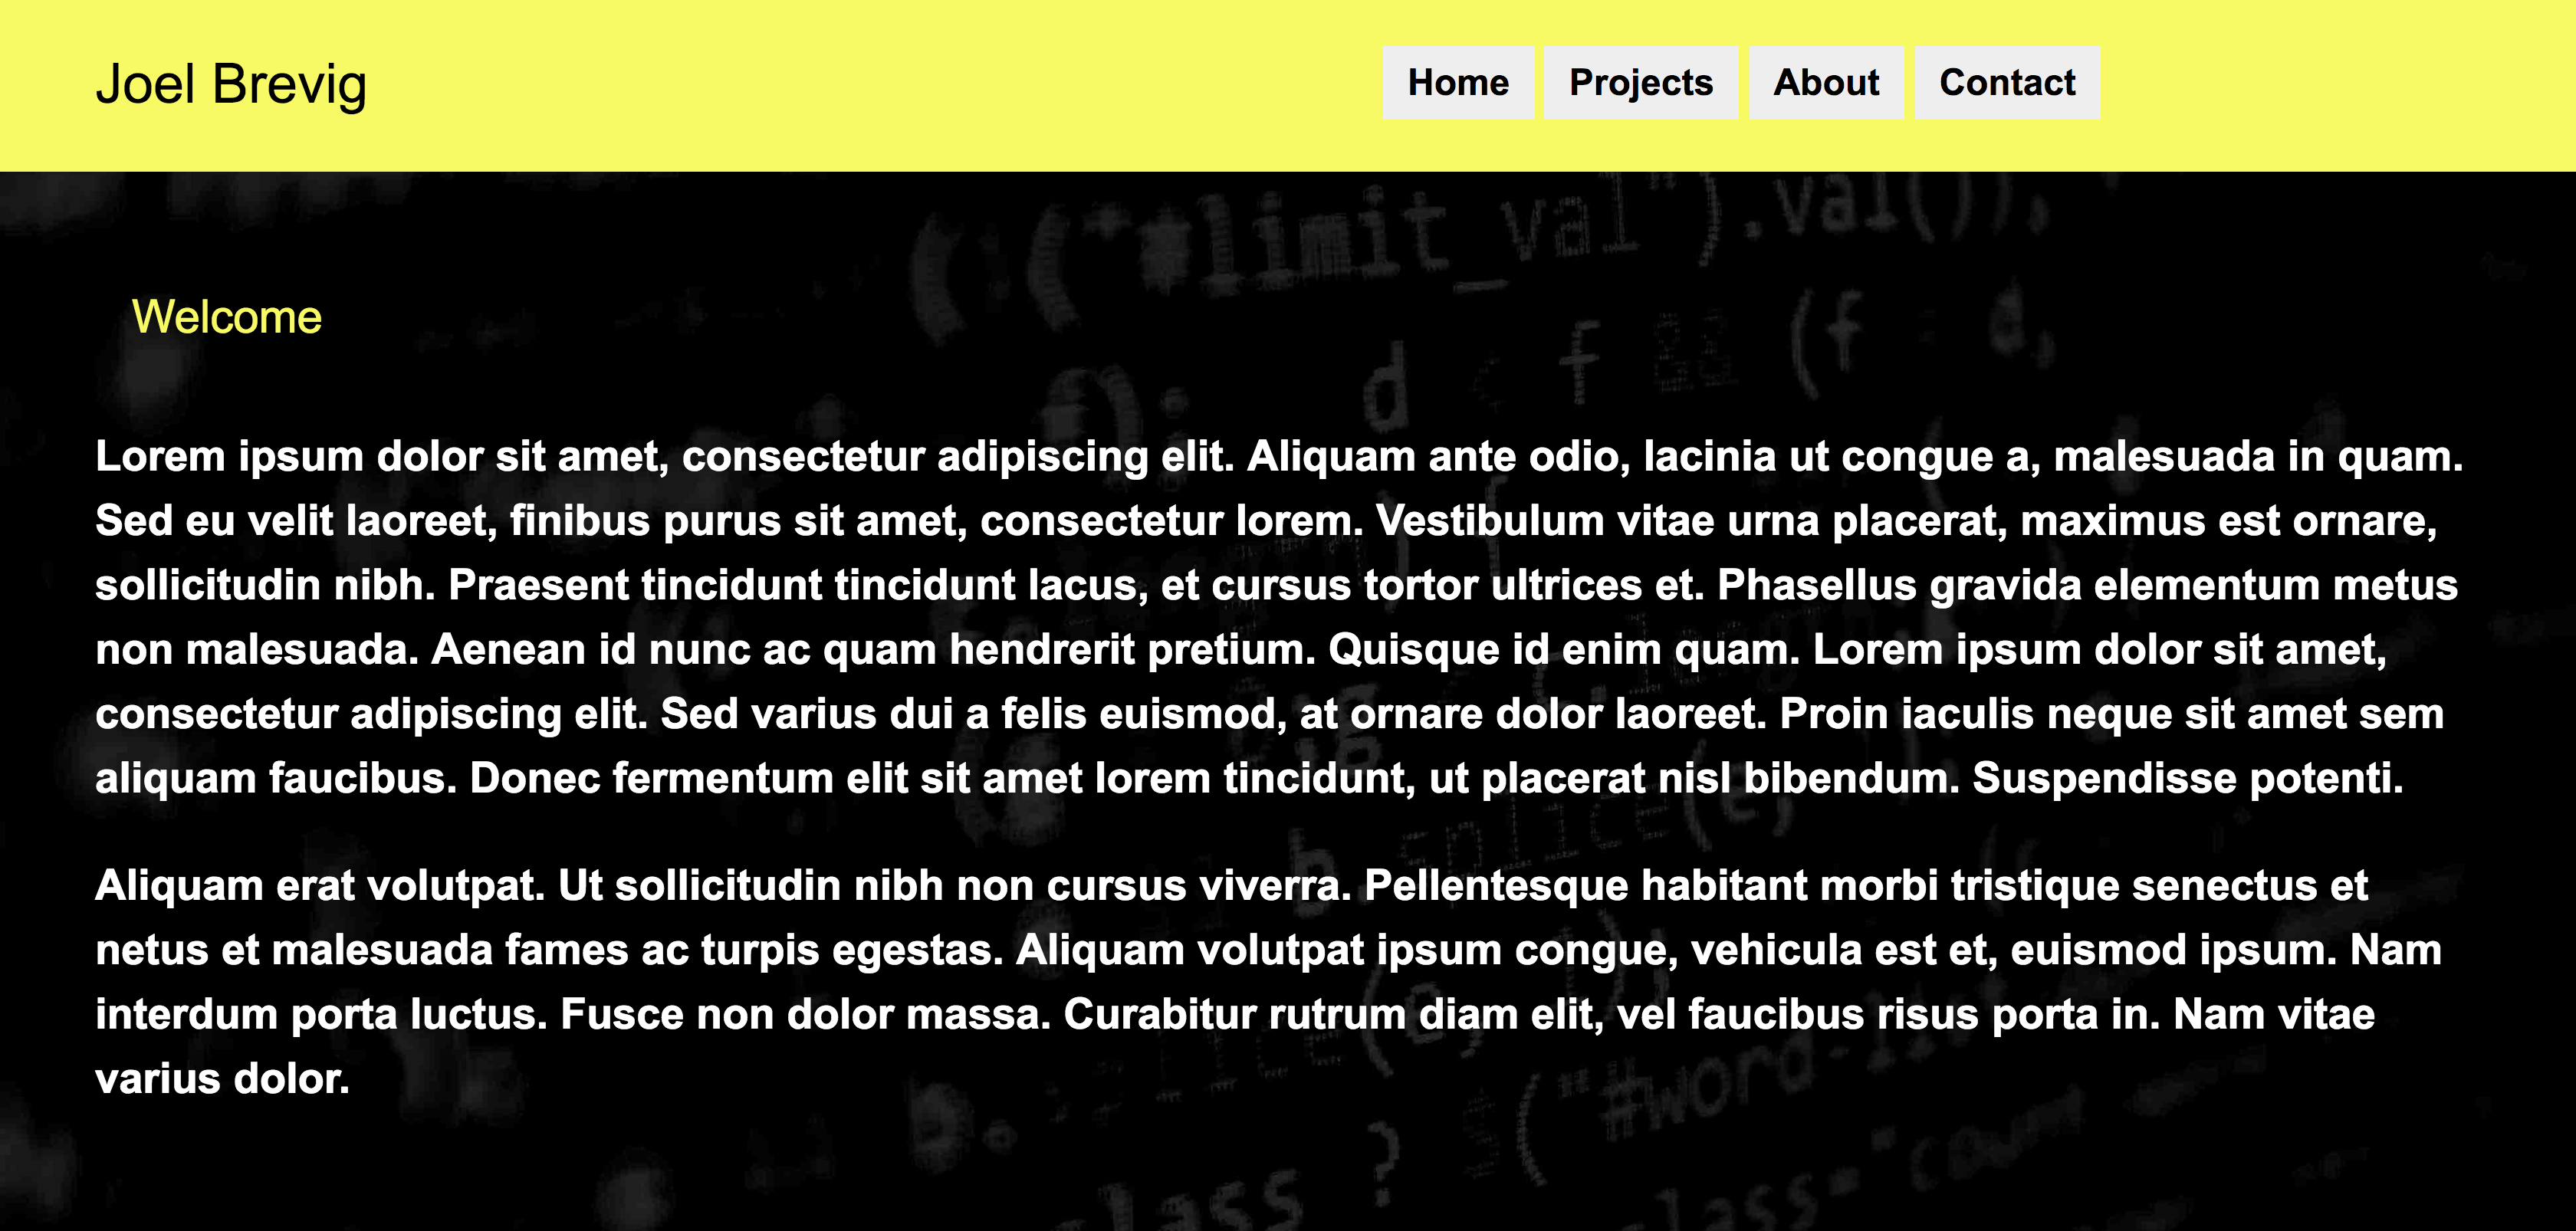 Joel Brevig
Home Projects About Contact
(("#limit_val").val());
d f && (f d,
Welcome
Lorem ipsum dolor sit amet, consectetur adipiscing elit. Aliquam ante odio, lacinia ut congue a, malesuada in quam.
Sed eu velit laoreet, finibus purus sit amet, consectetur lorem. Vestibulum vitae urna placerat, maximus est ornare,
sollicitudin nibh. Praesent tincidunt tincidunt lacus, et cursus tortor ultrices et. Phasellus gravida elementum metus
non malesuada. Aenean id nunc ac quam hendrerit pretium. Quisque id enim quam. Lorem ipsum dolor sit amet,
consectetur adipiscing elit. Sed varius dui a felis euismod, at ornare dolor laoreet. Proin iaculis neque sit amet sem
aliquam faucibus. Donec fermentum elit sit amet lorem tincidunt, ut placerat nisl bibendum. Suspendisse potenti.
b.splice(e,
Aliquam erat volutpat. Ut sollicitudin nibh non cursus viverra. Pellentesque habitant morbi tristique senectus et
netus et malesuada fames ac turpis egestas. Aliquam volutpat ipsum congue, vehicula est et, euismod ipsum. Nam
interdum porta luctus. Fusce non dolor massa. Curabitur rutrum diam elit, vel faucibus risus porta in. Nam vitae
varius dolor.